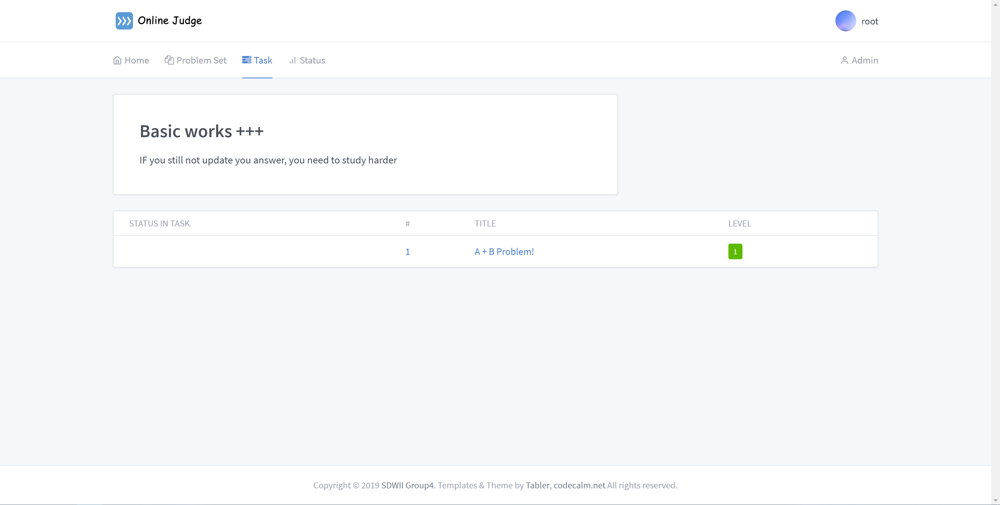 Online Judge
root
Home Problem Set Task Status Admin
Basic works +++
IF you still not update you answer, you need to study harder
STATUS IN TASK # TITLE LEVEL
1 A + B Problem! 1
Copyright © 2019 SDWII Group4. Templates & Theme by Tabler, codecalm.net All rights reserved.